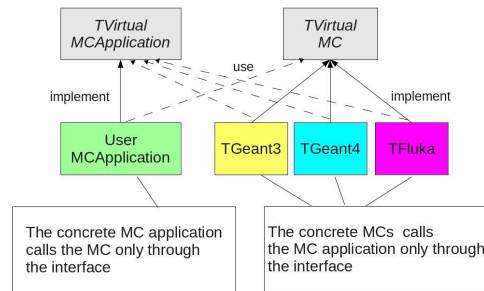 TVirtual
MCApplication
TVirtual
MC
use
implement
implement
User
MCApplication
TGeant3
TGeant4
TFluka
The concrete MC application
calls the MC only through
the interface
The concrete MCs calls
the MC application only through
the interface